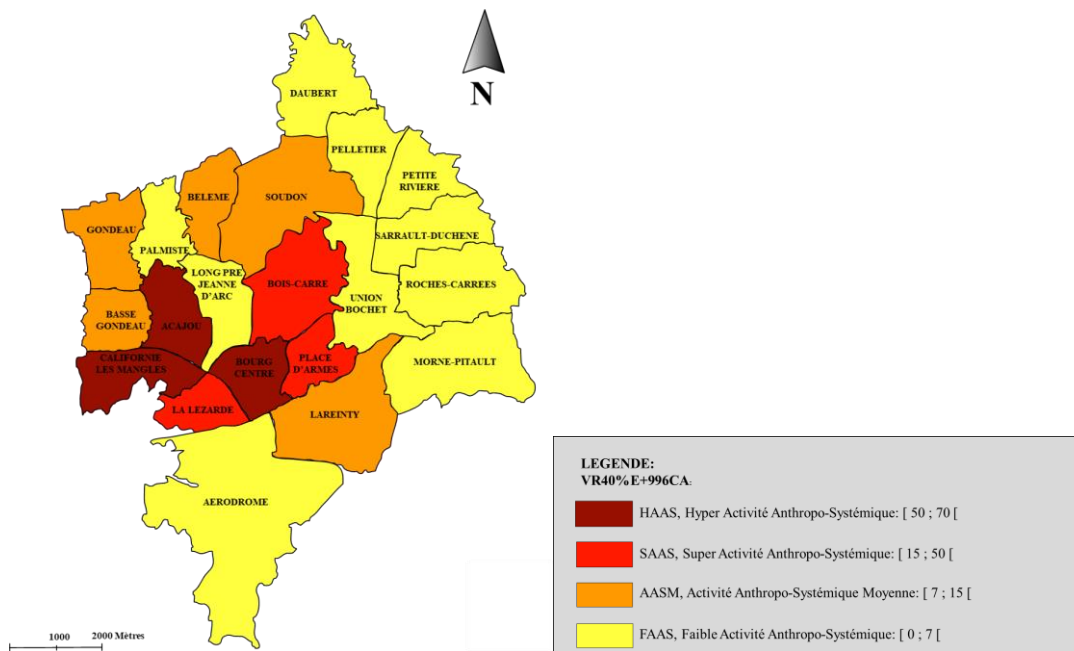 N
DAUBERT
PELLETIER
PETITE
RIVIERE
BELEME
SOUDON
GONDEAU
SARRAULT-DUCHENE
PALMISTE
LONG PRE
JEANNE
D'ARC
BOIS-CARRE
ROCHES-CARREES
UNION
BOCHET
BASSE
GONDEAU
ACAJOU
CALIFORNIE
LES MANGLES
BOURG
CENTRE
PLACE
D'ARMES
MORNE-PITAULT
LA LEZARDE
LAREINTY
AERODROME
1000 2000 Mètres
LEGENDE:
VR40%E+996CA:
HAAS, Hyper Activité Anthropo-Systémique: [ 50 ; 70 [
SAAS, Super Activité Anthropo-Systémique: [ 15 ; 50 [
AASM, Activité Anthropo-Systémique Moyenne: [ 7 ; 15 [
FAAS, Faible Activité Anthropo-Systémique: [ 0 ; 7 [